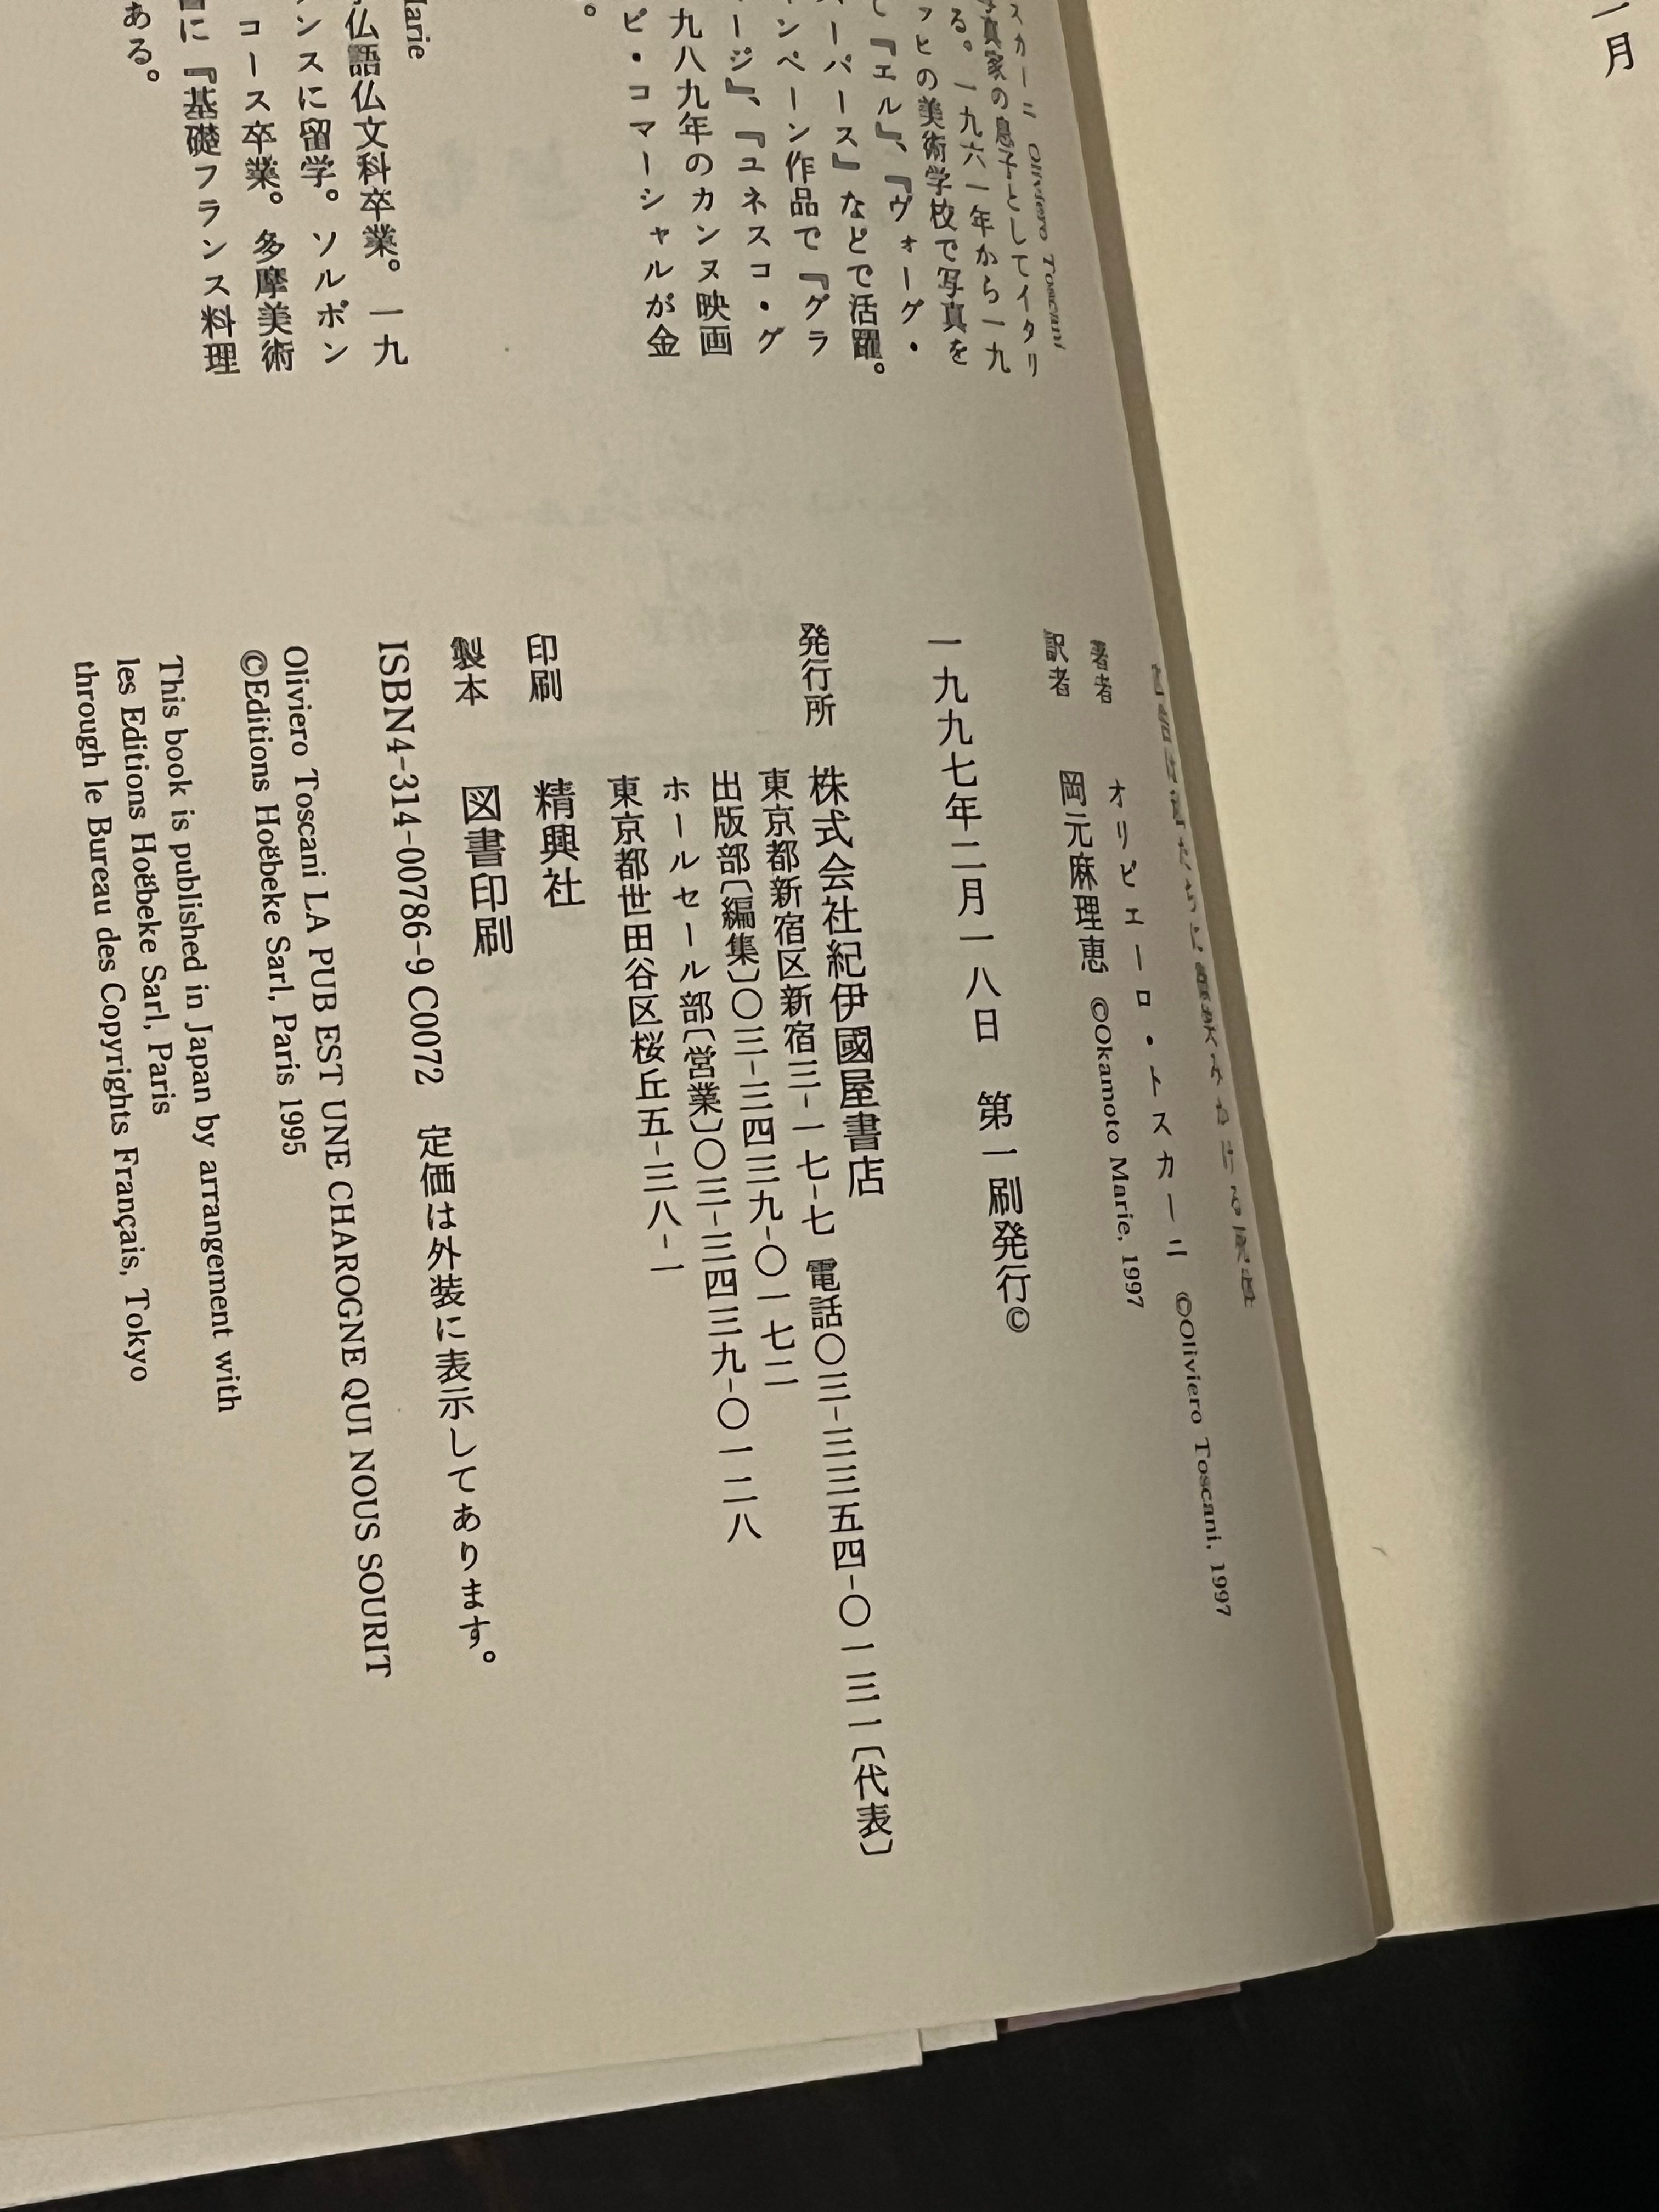 一月
スカーニ Oliviero Toscani
写真家の息子としてイタリ
る。一九六一年から一九
ッヒの美術学校で写真を
て『エル』、『ヴォーグ・
ーパース』などで活躍。
ンペーン作品で『グラ
ージ』、『ユネスコ・グ
九八九年のカンヌ映画
ビ・コマーシャルが金
。
Marie
仏語仏文科卒業。一九
ンスに留学。ソルボン
コース卒業。多摩美術
に『基礎フランス料理
ある。
著者 オリビエーロ・トスカーニ ©Oliviero Toscani, 1997
訳者 岡元麻理恵 ©Okamoto Marie, 1997
一九九七年二月一八日 第一刷発行©
発行所 株式会社紀伊國屋書店
東京都新宿区新宿三-一七-七 電話〇三-三三五四-〇一三一〔代表〕
出版部〔編集〕〇三-三四三九-〇一七二
ホールセール部〔営業〕〇三-三四三九-〇一二八
東京都世田谷区桜丘五-三八-一
印刷 精興社
製本 図書印刷
ISBN4-314-00786-9 C0072 定価は外装に表示してあります。
Oliviero Toscani LA PUB EST UNE CHAROGNE QUI NOUS SOURIT
©Editions Hoëbeke Sarl, Paris 1995
This book is published in Japan by arrangement with
les Editions Hoëbeke Sarl, Paris
through le Bureau des Copyrights Français, Tokyo